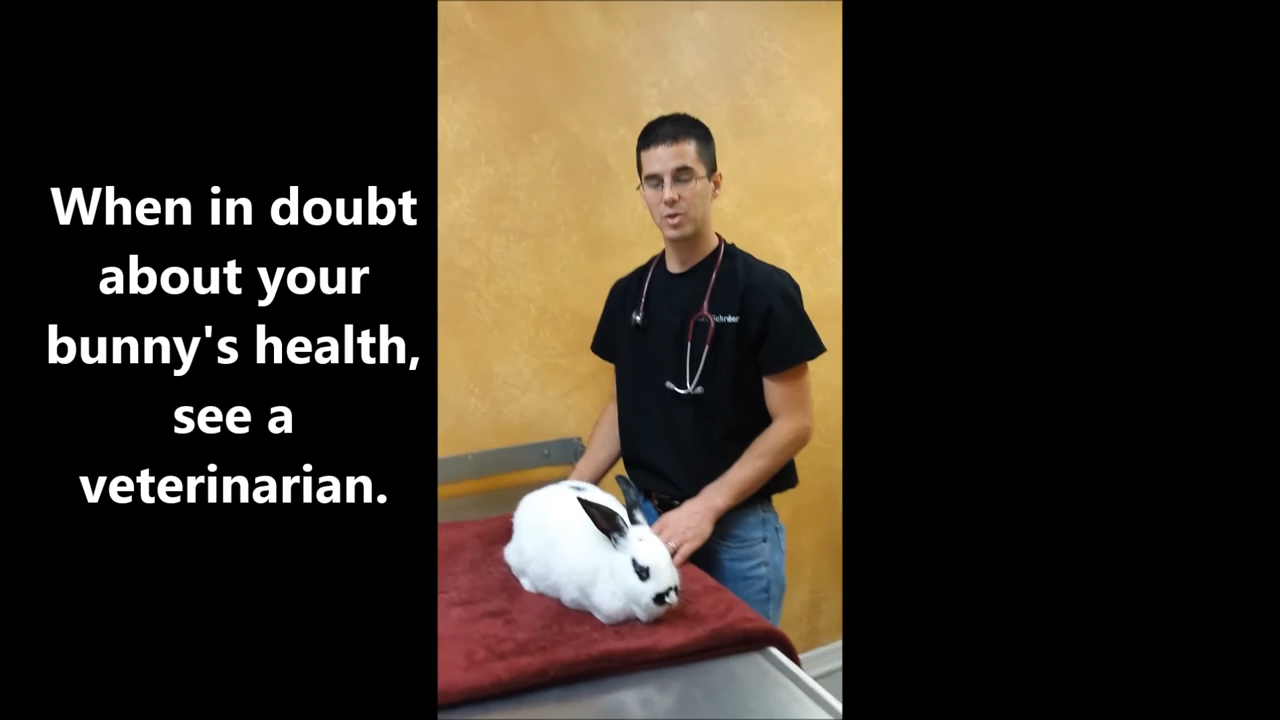 When in doubt
about your
bunny's health,
see a
veterinarian.